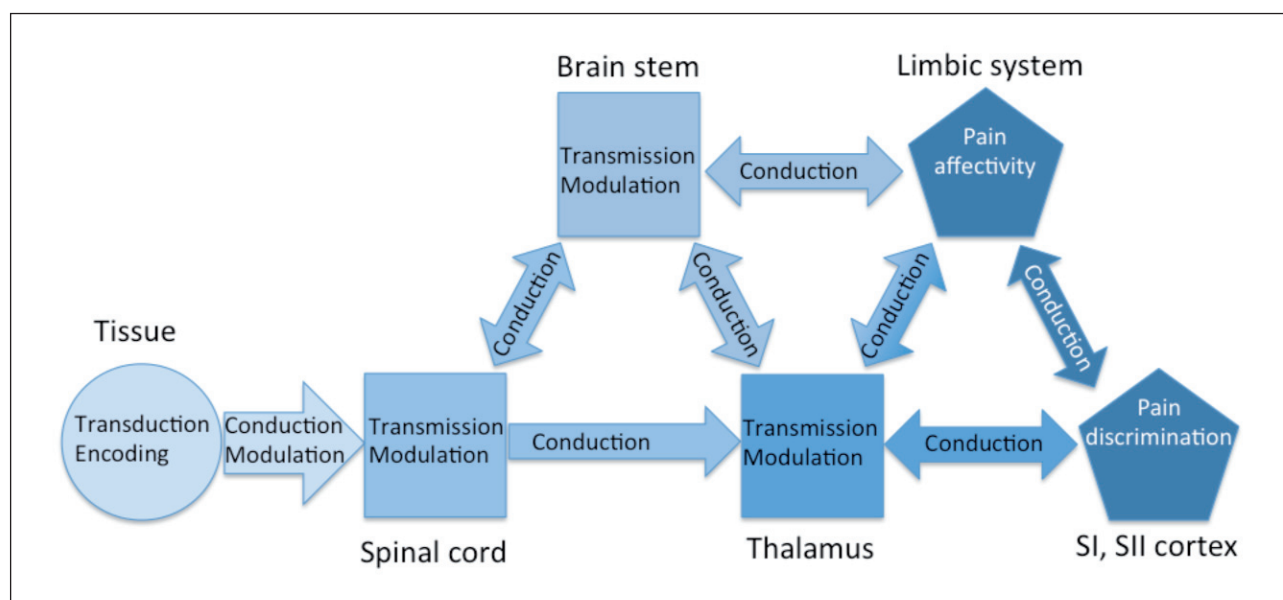 Brain stem
Limbic system
Transmission
Modulation
Conduction
Pain
affectivity
Conduction
Conduction
Conduction
Conduction
Tissue
Transduction
Encoding
Conduction
Modulation
Transmission
Modulation
Conduction
Transmission
Modulation
Conduction
Pain
discrimination
Spinal cord
Thalamus
SI, SII cortex